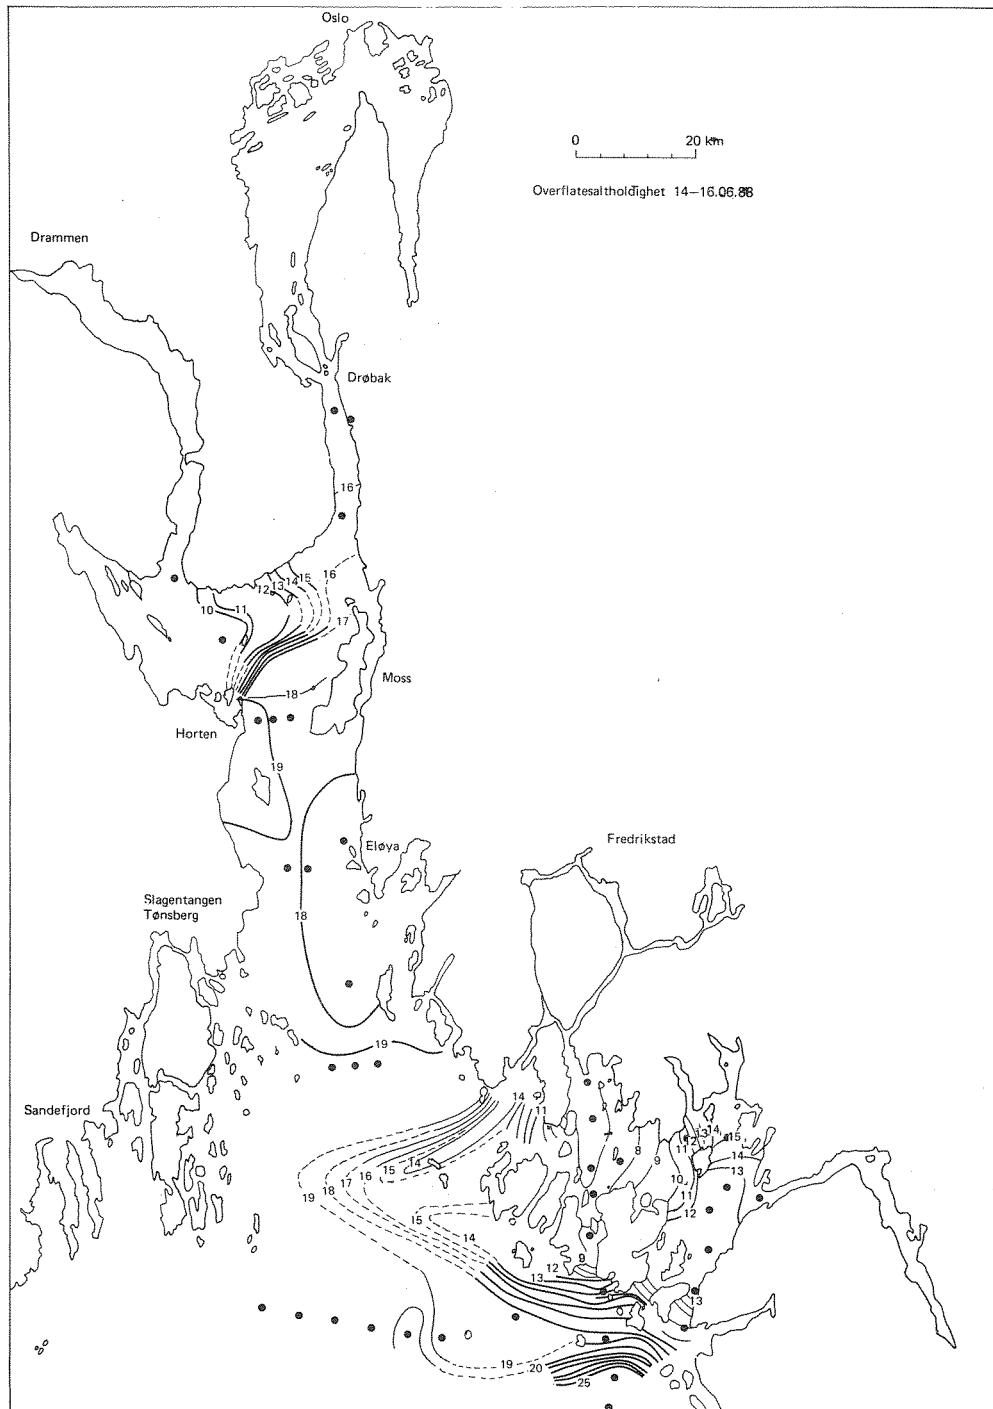 Oslo
0 20 km
Overflatesaltholdighet 14—16.06.88
Drammen
Drøbak
16
12 13 14 15 16
10 11
17
Moss
18
Horten
19
Eløya
Fredrikstad
Slagentangen
Tønsberg
18
19
Sandefjord
14
11
7 8 9
11 12 13 14 15
14
13
10
11
12
19 18 17 16 15 14
15
14
9
12
13
13
19 20
25